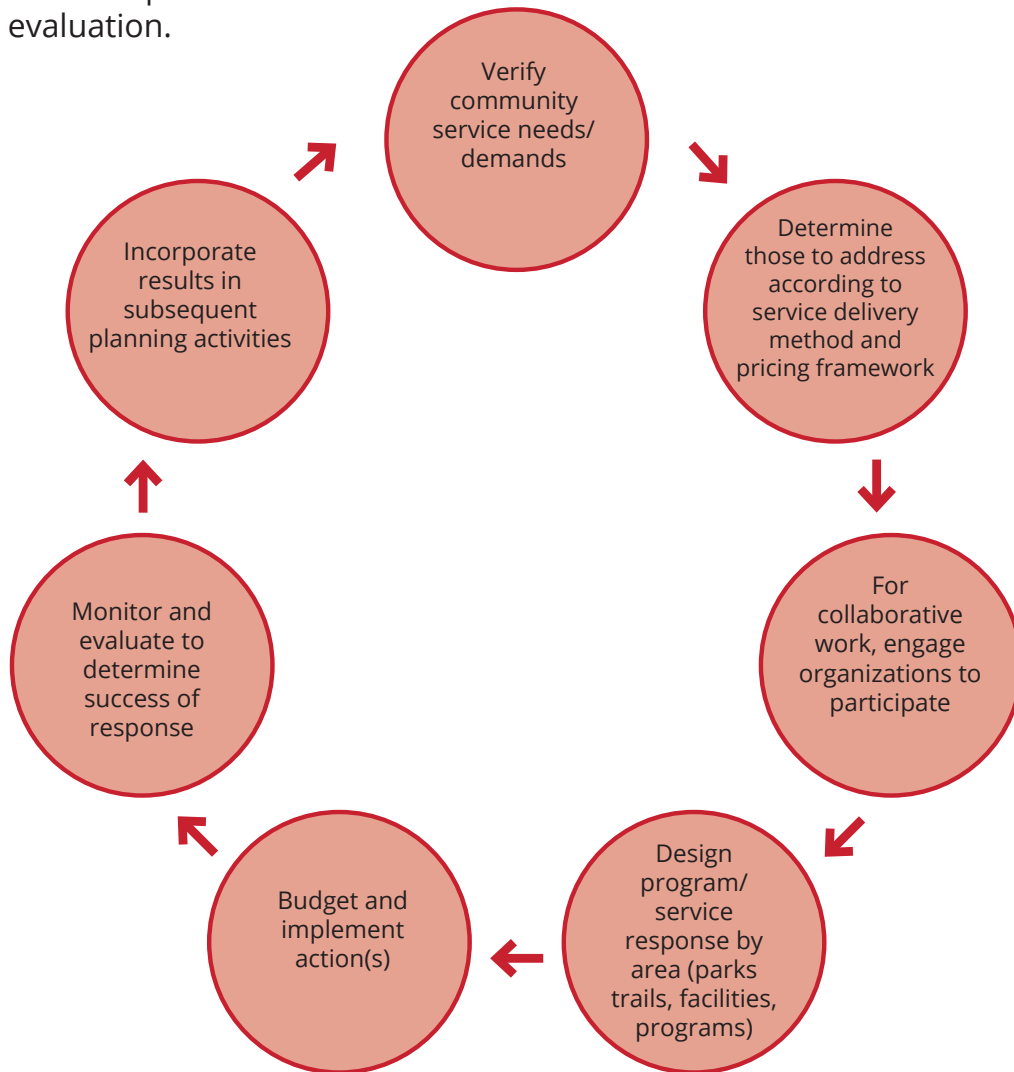 evaluation.
Verify
community
service needs/
demands
Determine
those to address
according to
service delivery
method and
pricing framework
For
collaborative
work, engage
organizations to
participate
Design
program/
service
response by
area (parks
trails, facilities,
programs)
Budget and
implement
action(s)
Monitor and
evaluate to
determine
success of
response
Incorporate
results in
subsequent
planning activities